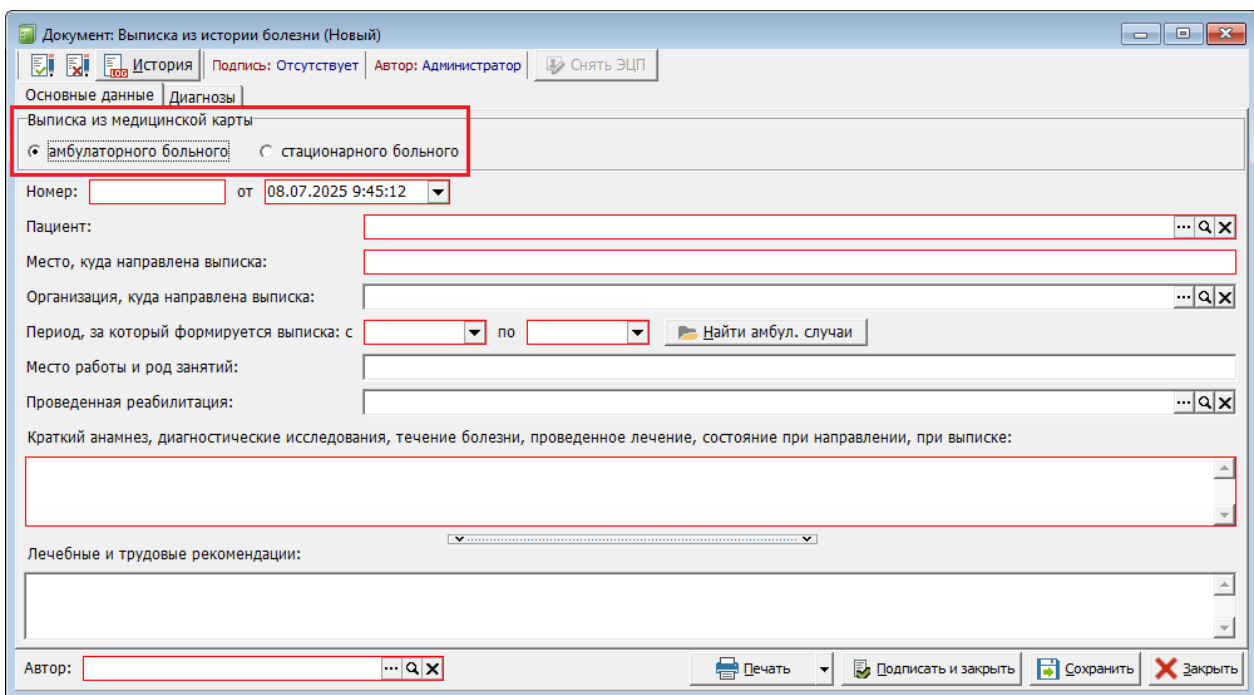 Документ: Выписка из истории болезни (Новый)
LOG История Подпись: Отсутствует Автор: Администратор Снять ЭЦП
Основные данные Диагнозы
Выписка из медицинской карты
амбулаторного больного стационарного больного
Номер: от 08.07.2025 9:45:12
Пациент:
Место, куда направлена выписка:
Организация, куда направлена выписка:
Период, за который формируется выписка: с по Найти амбул. случаи
Место работы и род занятий:
Проведенная реабилитация:
Краткий анамнез, диагностические исследования, течение болезни, проведенное лечение, состояние при направлении, при выписке:
Лечебные и трудовые рекомендации:
Автор: Печать Подписать и закрыть Сохранить Закрыть